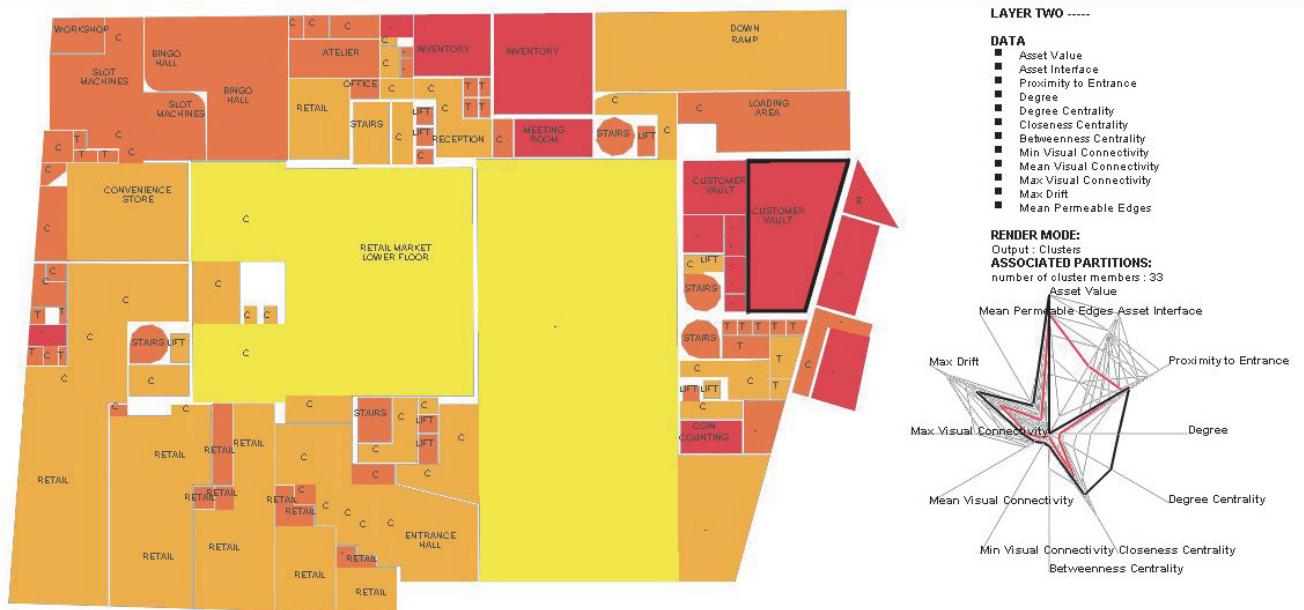 WORKSHOP
C
SLOT
MACHINES
BINGO
HALL
SLOT
MACHINES
BINGO
HALL
C
C
C
C
C
ATELIER
C
C
INVENTORY
INVENTORY
DOWN
RAMP
OFFICE
C
C
T
T
T
T
RETAIL
STAIRS
C
LIFT
LIFT
C
RECEPTION
C
MEETING
ROOM
C
STAIRS
LIFT
C
C
LOADING
AREA
C
T
T
T
C
C
C
CONVENIENCE
STORE
C
C
RETAIL MARKET
LOWER FLOOR
CUSTOMER
VAULT
CUSTOMER
VAULT
E
C
LIFT
STAIRS
C
C
C
C
C
C
T
T
T
C
T
STAIRS
LIFT
C
C
C
STAIRS
T
T
T
T
T
T
T
T
C
LIFT
LIFT
C
C
C
C
C
C
STAIRS
C
C
LIFT
LIFT
C
C
C
C
COIN
COUNTING
RETAIL
RETAIL
RETAIL
RETAIL
RETAIL
RETAIL
RETAIL
C
RETAIL
C
C
C
C
ENTRANCE
HALL
RETAIL
RETAIL
RETAIL
RETAIL
RETAIL
LAYER TWO -----
DATA
Asset Value
Asset Interface
Proximity to Entrance
Degree
Degree Centrality
Closeness Centrality
Betweenness Centrality
Min Visual Connectivity
Mean Visual Connectivity
Max Visual Connectivity
Max Drift
Mean Permeable Edges
RENDER MODE:
Output : Clusters
ASSOCIATED PARTITIONS:
number of cluster members : 33
Asset Value
Mean Permeable Edges Asset Interface
Max Drift
Proximity to Entrance
Max Visual Connectivity
Degree
Mean Visual Connectivity
Degree Centrality
Min Visual Connectivity Closeness Centrality
Betweenness Centrality